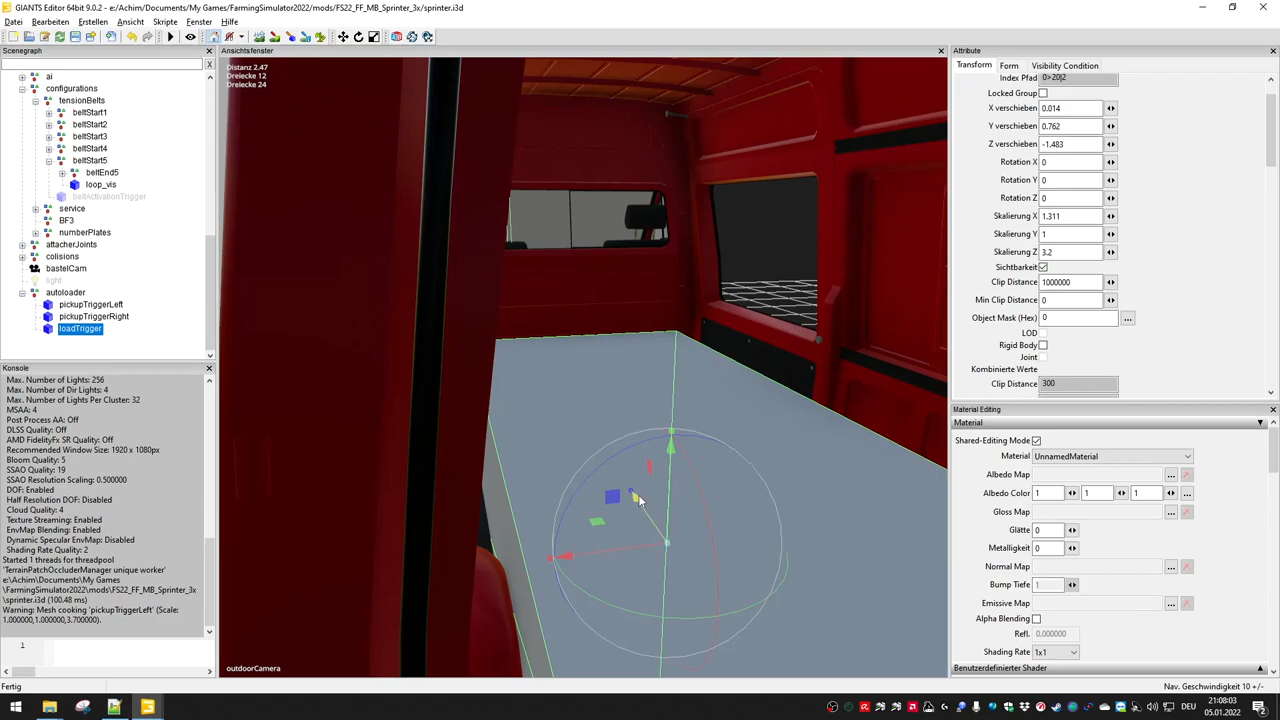 GIANTS Editor 64bit 9.0.2 - e:/Achim/Documents/My Games/FarmingSimulator2022/mods/FS22_FF_MB_Sprinter_3x/sprinter.i3d
Datei Bearbeiten Erstellen Ansicht Skripte Fenster Hilfe
Scenegraph
X
ai
configurations
tensionBelts
beltStart1
beltStart2
beltStart3
beltStart4
beltStart5
beltEnd5
loop_vis
beltActivationTrigger
service
BF3
numberPlates
attacherJoints
colisions
bastelCam
light
autoloader
pickupTriggerLeft
pickupTriggerRight
loadTrigger
Konsole
Max. Number of Lights: 256
Max. Number of Dir Lights: 4
Max. Number of Lights Per Cluster: 32
MSAA: 4
Post Process AA: Off
DLSS Quality: Off
AMD FidelityFx SR Quality: Off
Recommended Window Size: 1920 x 1080px
Bloom Quality: 5
SSAO Quality: 19
SSAO Resolution Scaling: 0.500000
DOF: Enabled
Half Resolution DOF: Disabled
Cloud Quality: 4
Texture Streaming: Enabled
EnvMap Blending: Enabled
Dynamic Specular EnvMap: Disabled
Shading Rate Quality: 2
Started 1 threads for threadpool
'TerrainPatchOccluderManager unique worker'
e:\Achim\Documents\My Games
\FarmingSimulator2022\mods\FS22_FF_MB_Sprinter_3x
\sprinter.i3d (100.48 ms)
Warning: Mesh cooking 'pickupTriggerLeft' (Scale:
1.000000,1.000000,3.700000).
1
Ansichtsfenster
Distanz 2.47
Dreiecke 12
Dreiecke 24
outdoorCamera
Attribute
Transform Form Visibility Condition
Index Pfad 0>20|2
Locked Group
X verschieben 0.014
Y verschieben 0.762
Z verschieben -1.483
Rotation X 0
Rotation Y 0
Rotation Z 0
Skalierung X 1.311
Skalierung Y 1
Skalierung Z 3.2
Sichtbarkeit
Clip Distance 1000000
Min Clip Distance 0
Object Mask (Hex) 0 ...
LOD
Rigid Body
Joint
Kombinierte Werte
Clip Distance 300
Material Editing
Material
Shared-Editing Mode
Material UnnamedMaterial
Albedo Map ...
Albedo Color 1 1 1 ...
Gloss Map ...
Glätte 0
Metalligkeit 0
Normal Map ...
Bump Tiefe 1
Emissive Map ...
Alpha Blending
Refl. 0.000000
Shading Rate 1x1
Benutzerdefinierter Shader
Fertig
Nav. Geschwindigkeit 10 +/-
DEU
21:08:03
05.01.2022